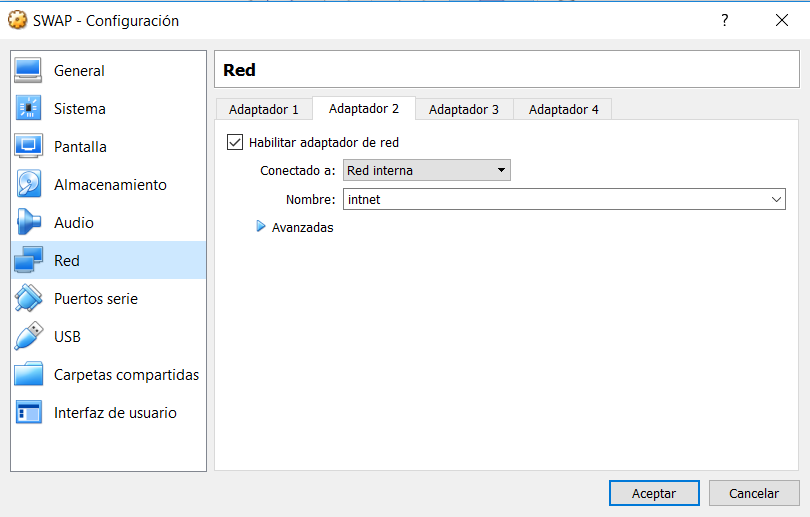 SWAP - Configuración
?
General
Sistema
Pantalla
Almacenamiento
Audio
Red
Puertos serie
USB
Carpetas compartidas
Interfaz de usuario
Red
Adaptador 1 Adaptador 2 Adaptador 3 Adaptador 4
Habilitar adaptador de red
Conectado a: Red interna
Nombre: intnet
Avanzadas
Aceptar Cancelar